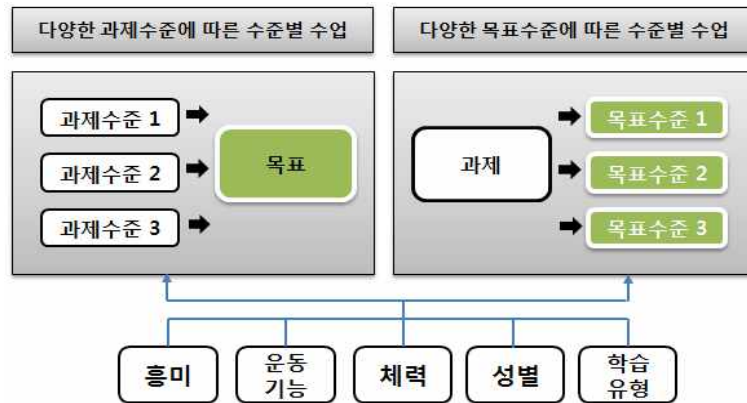 다양한 과제수준에 따른 수준별 수업
다양한 목표수준에 따른 수준별 수업
과제수준 1
과제수준 2
과제수준 3
목표
과제
목표수준 1
목표수준 2
목표수준 3
흥미
운동
기능
체력
성별
학습
유형